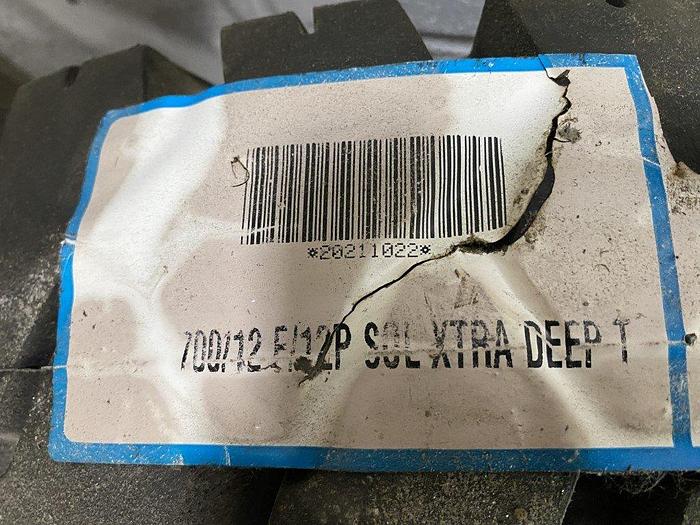 *20211022*
700/12 F/12P SOL XTRA DEEP T